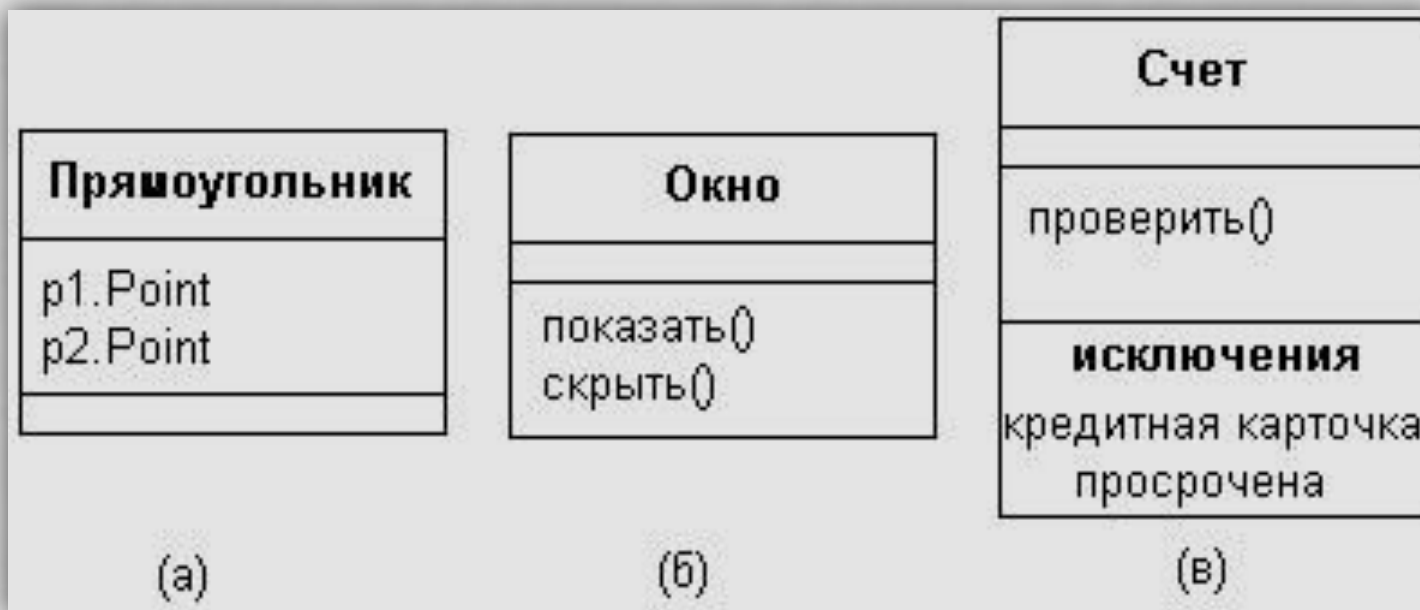 Прямоугольник
p1.Point
p2.Point
(а)
Окно
показать()
скрыть()
(б)
Счет
проверить()
исключения
кредитная карточка
просрочена
(в)